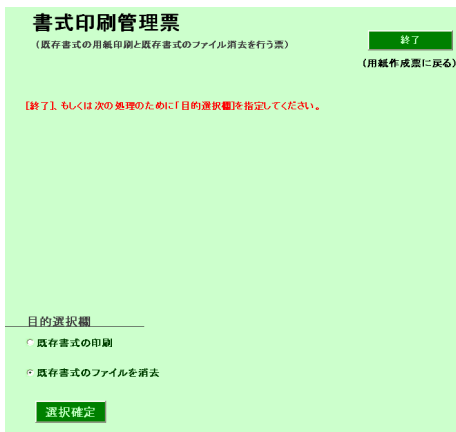 書式印刷管理票
(既存書式の用紙印刷と既存書式のファイル消去を行う票)
終了
(用紙作成票に戻る)
[終了]、もしくは次の処理のために「目的選択欄]を指定してください。
目的選択欄
既存書式の印刷
既存書式のファイルを消去
選択確定